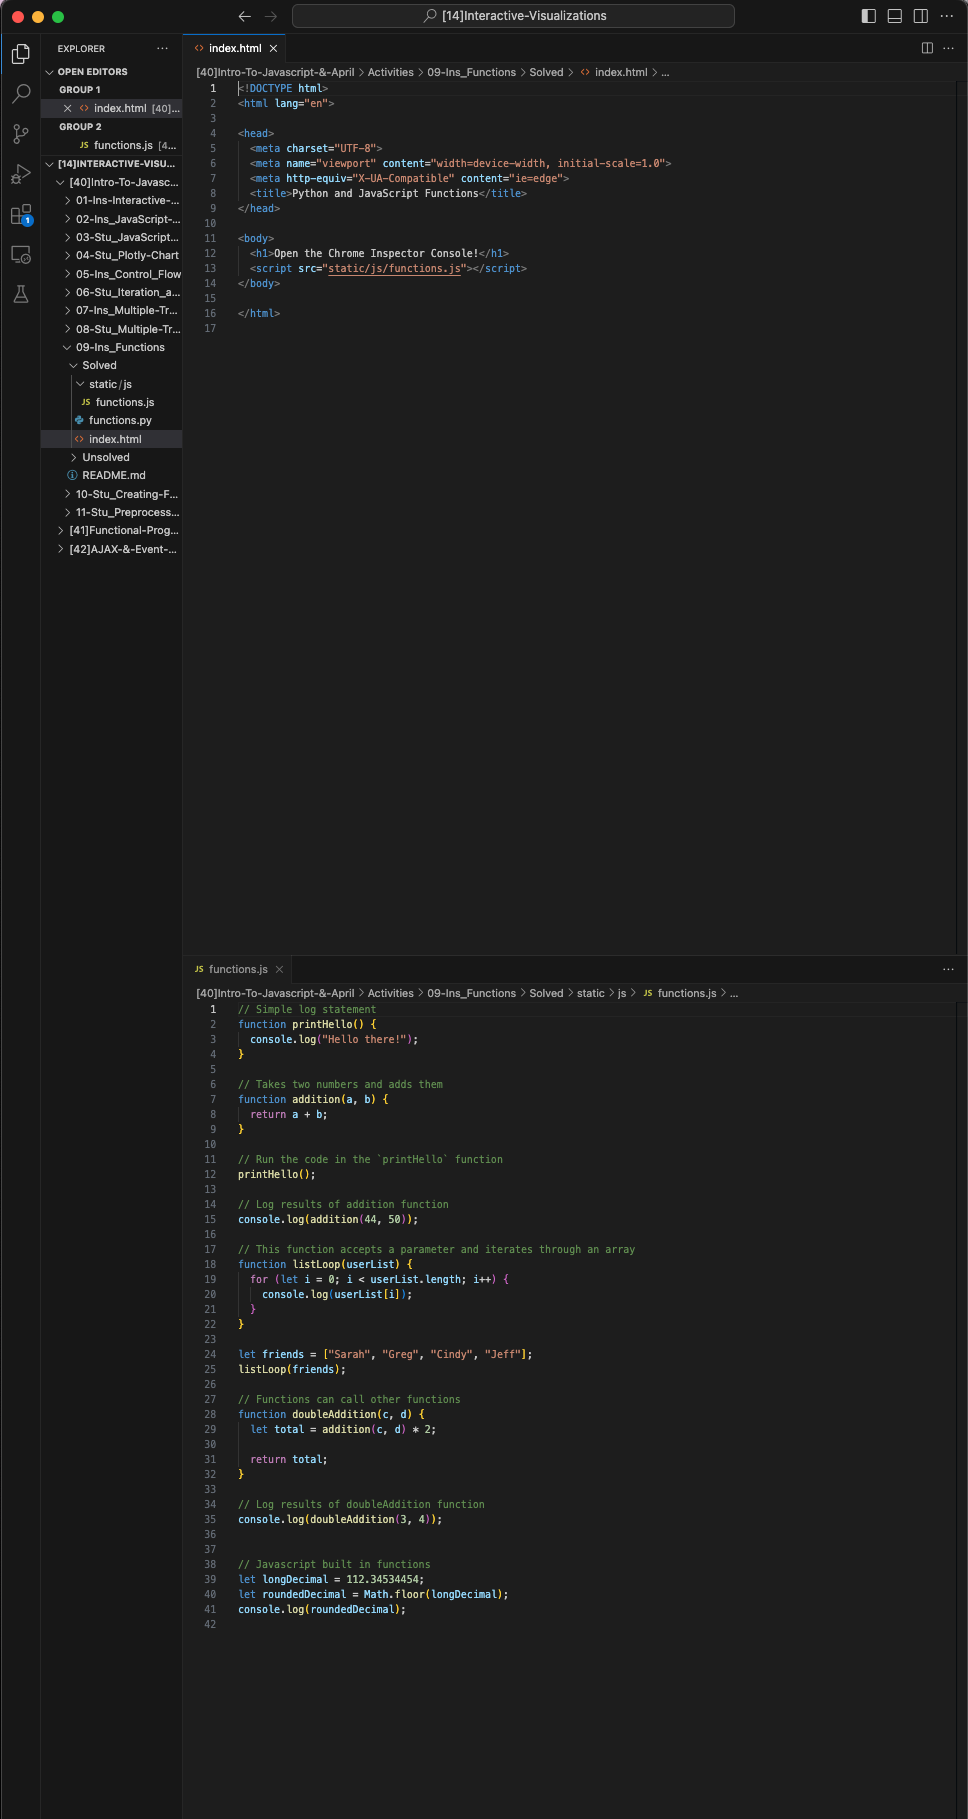 [14]Interactive-Visualizations
EXPLORER
OPEN EDITORS
GROUP 1
index.html [40]...
GROUP 2
JS functions.js [4...
[14]INTERACTIVE-VISU...
[40]Intro-To-Javasc...
01-Ins-Interactive-...
02-Ins_JavaScript-...
03-Stu_JavaScript...
04-Stu_Plotly-Chart
05-Ins_Control_Flow
06-Stu_Iteration_a...
07-Ins_Multiple-Tr...
08-Stu_Multiple-Tr...
09-Ins_Functions
Solved
static/js
JS functions.js
functions.py
index.html
Unsolved
README.md
10-Stu_Creating-F...
11-Stu_Preprocess...
[41]Functional-Prog...
[42]AJAX-&-Event-...
1
<> index.html
[40]Intro-To-Javascript-&-April > Activities > 09-Ins_Functions > Solved > <> index.html > ...
1 <!DOCTYPE html>
2 <html lang="en">
3
4 <head>
5 <meta charset="UTF-8">
6 <meta name="viewport" content="width=device-width, initial-scale=1.0">
7 <meta http-equiv="X-UA-Compatible" content="ie=edge">
8 <title>Python and JavaScript Functions</title>
9 </head>
10
11 <body>
12 <h1>Open the Chrome Inspector Console!</h1>
13 <script src="static/js/functions.js"></script>
14 </body>
15
16 </html>
17
JS functions.js
[40]Intro-To-Javascript-&-April > Activities > 09-Ins_Functions > Solved > static > js > JS functions.js > ...
1 // Simple log statement
2 function printHello() {
3 console.log("Hello there!");
4 }
5
6 // Takes two numbers and adds them
7 function addition(a, b) {
8 return a + b;
9 }
10
11 // Run the code in the `printHello` function
12 printHello();
13
14 // Log results of addition function
15 console.log(addition(44, 50));
16
17 // This function accepts a parameter and iterates through an array
18 function listLoop(userList) {
19 for (let i = 0; i < userList.length; i++) {
20 console.log(userList[i]);
21 }
22 }
23
24 let friends = ["Sarah", "Greg", "Cindy", "Jeff"];
25 listLoop(friends);
26
27 // Functions can call other functions
28 function doubleAddition(c, d) {
29 let total = addition(c, d) * 2;
30
31 return total;
32 }
33
34 // Log results of doubleAddition function
35 console.log(doubleAddition(3, 4));
36
37
38 // Javascript built in functions
39 let longDecimal = 112.34534454;
40 let roundedDecimal = Math.floor(longDecimal);
41 console.log(roundedDecimal);
42